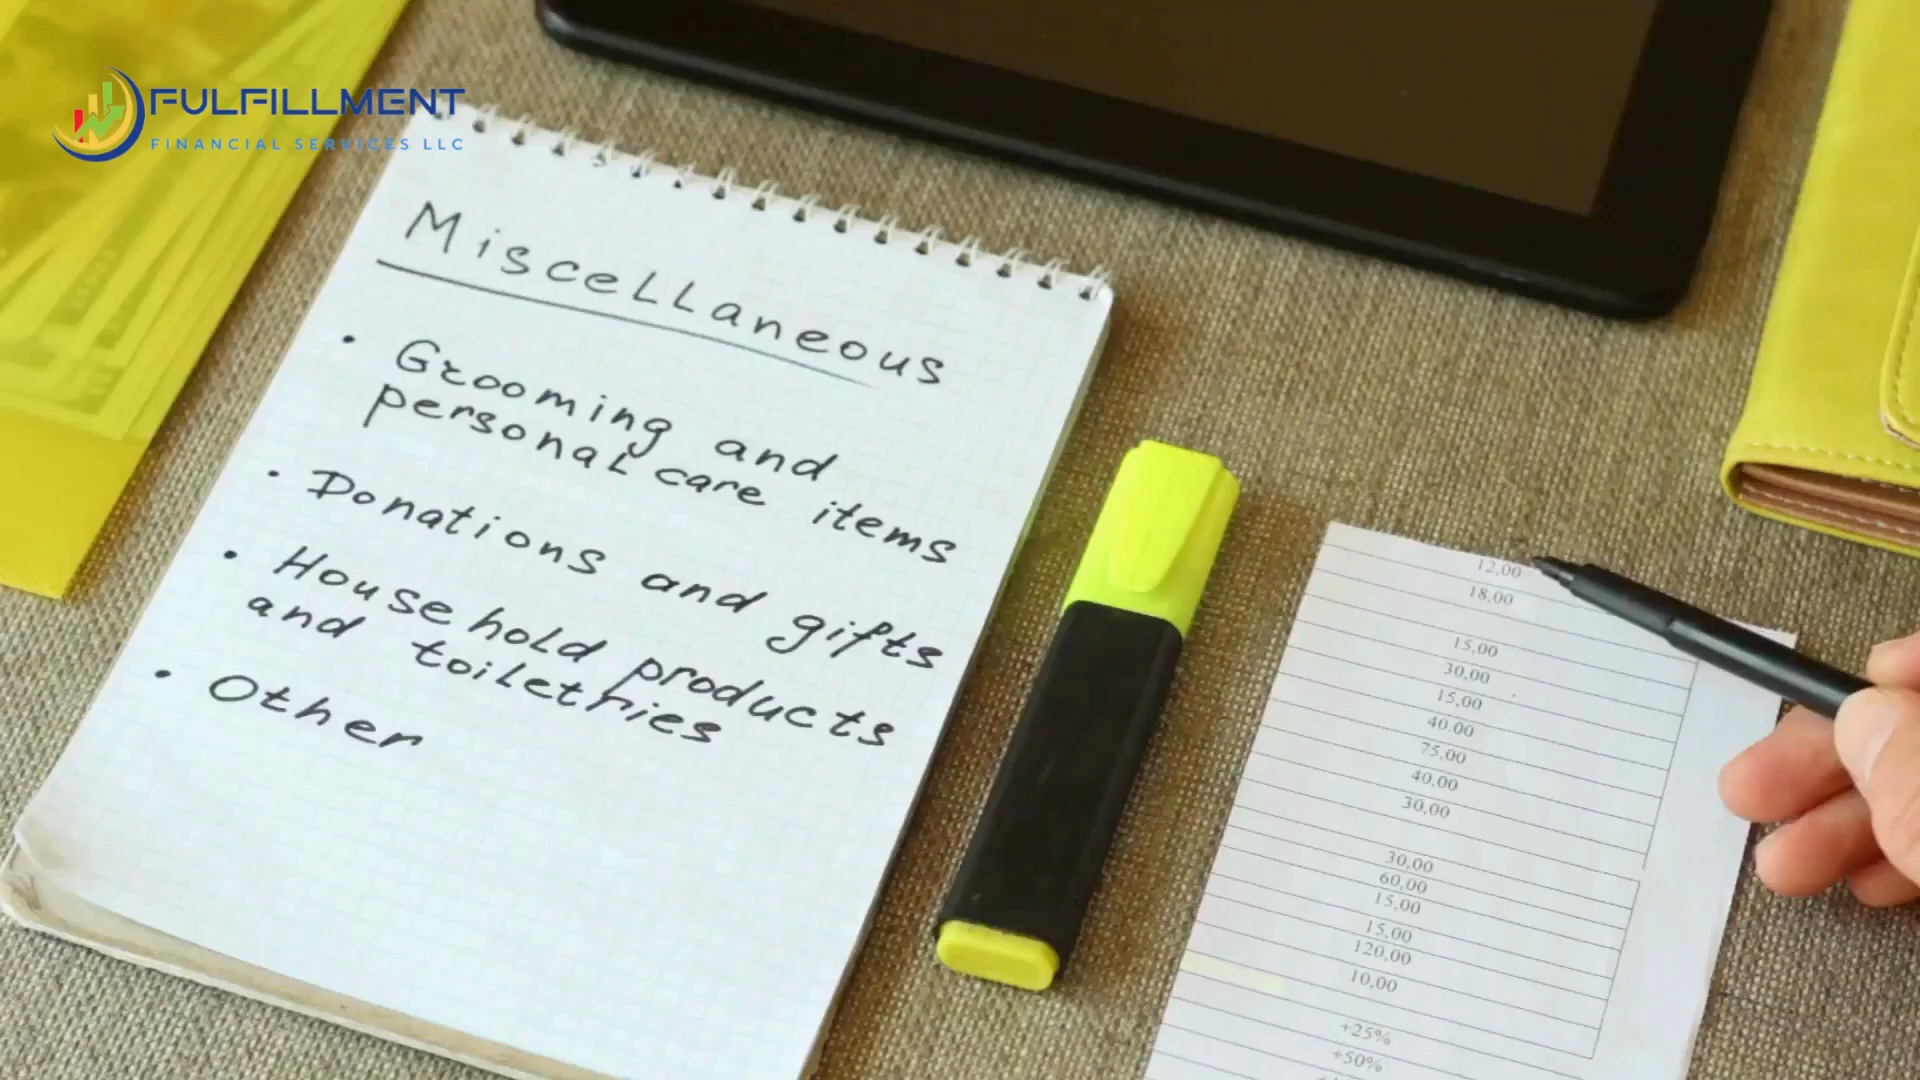 FULFILLMENT
FINANCIAL SERVICES LLC
Miscellaneous
• Grooming and
personal care items
• Donations and gifts
• Household products
and toiletries
• Other
12,00
18,00
15,00
30,00
15,00
40.00
75,00
40,00
30,00
30,00
60,00
15,00
15,00
120,00
10,00
+25%
+50%